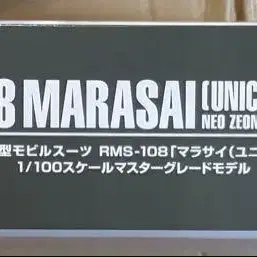 8 MARASAI (UNIC
NEO ZEON
型モビルスーツ RMS-108「マラサイ(ユニ
1/100スケールマスターグレードモデル